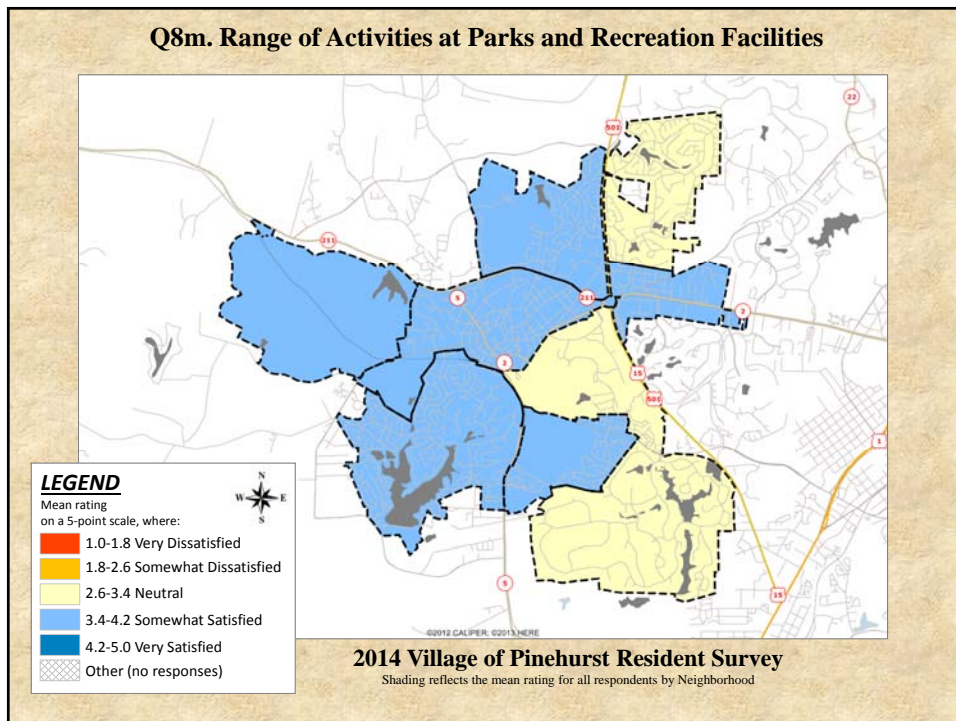 Q8m. Range of Activities at Parks and Recreation Facilities
22
501
211
5
211
2
2
15
501
1
5
15
LEGEND
N
W E
S
Mean rating
on a 5-point scale, where:
1.0-1.8 Very Dissatisfied
1.8-2.6 Somewhat Dissatisfied
2.6-3.4 Neutral
3.4-4.2 Somewhat Satisfied
4.2-5.0 Very Satisfied
Other (no responses)
©2012 CALIPER; ©2013 HERE
2014 Village of Pinehurst Resident Survey
Shading reflects the mean rating for all respondents by Neighborhood